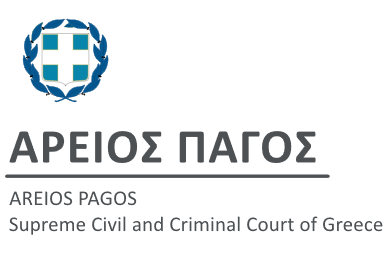 ΑΡΕΙΟΣ ΠΑΓΟΣ
AREIOS PAGOS
Supreme Civil and Criminal Court of Greece